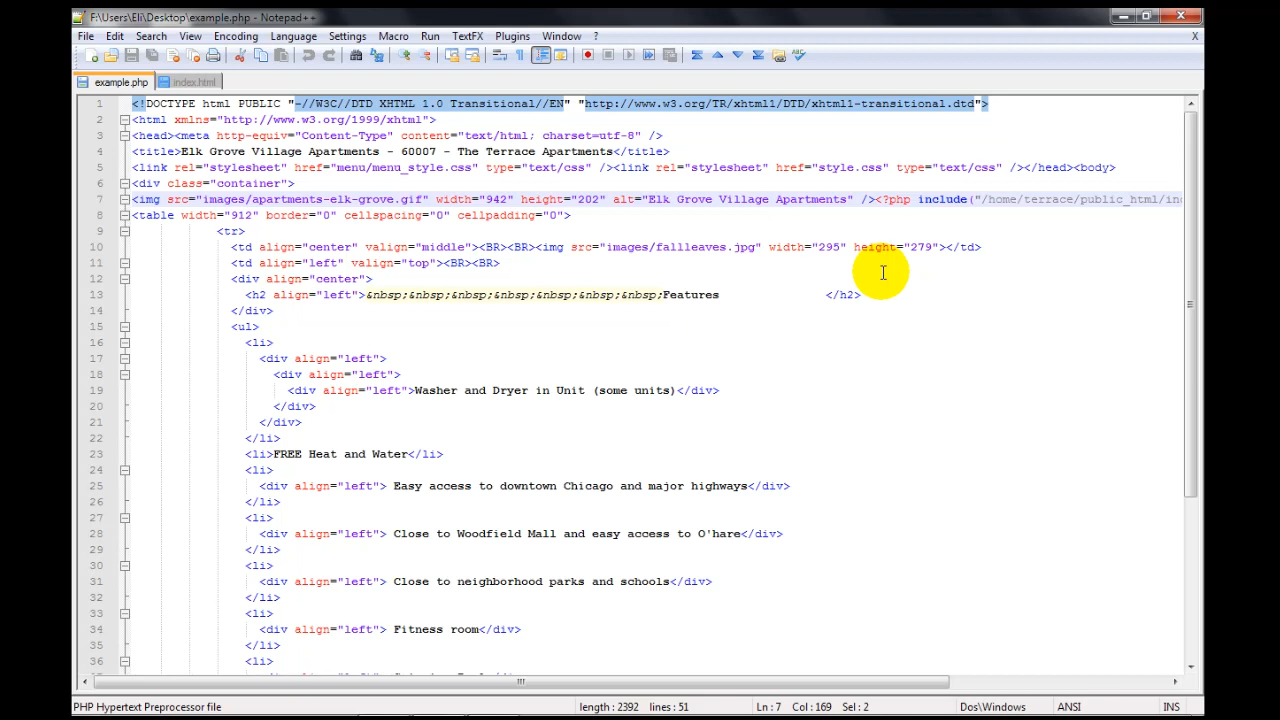 F:\Users\Eli\Desktop\example.php - Notepad++
File Edit Search View Encoding Language Settings Macro Run TextFX Plugins Window ? X
example.php index.html
1 <!DOCTYPE html PUBLIC "-//W3C//DTD XHTML 1.0 Transitional//EN" "http://www.w3.org/TR/xhtml1/DTD/xhtml1-transitional.dtd">
2 <html xmlns="http://www.w3.org/1999/xhtml">
3 <head><meta http-equiv="Content-Type" content="text/html; charset=utf-8" />
4 <title>Elk Grove Village Apartments - 60007 - The Terrace Apartments</title>
5 <link rel="stylesheet" href="menu/menu_style.css" type="text/css" /><link rel="stylesheet" href="style.css" type="text/css" /></head><body>
6 <div class="container">
7 <img src="images/apartments-elk-grove.gif" width="942" height="202" alt="Elk Grove Village Apartments" /><?php include("/home/terrace/public_html/in
8 <table width="912" border="0" cellspacing="0" cellpadding="0">
9 <tr>
10 <td align="center" valign="middle"><BR><BR><img src="images/fallleaves.jpg" width="295" height="279"></td>
11 <td align="left" valign="top"><BR><BR>
12 <div align="center">
13 <h2 align="left">&nbsp;&nbsp;&nbsp;&nbsp;&nbsp;&nbsp;&nbsp;Features </h2>
14 </div>
15 <ul>
16 <li>
17 <div align="left">
18 <div align="left">
19 <div align="left">Washer and Dryer in Unit (some units)</div>
20 </div>
21 </div>
22 </li>
23 <li>FREE Heat and Water</li>
24 <li>
25 <div align="left"> Easy access to downtown Chicago and major highways</div>
26 </li>
27 <li>
28 <div align="left"> Close to Woodfield Mall and easy access to O'hare</div>
29 </li>
30 <li>
31 <div align="left"> Close to neighborhood parks and schools</div>
32 </li>
33 <li>
34 <div align="left"> Fitness room</div>
35 </li>
36 <li>
PHP Hypertext Preprocessor file length : 2392 lines : 51 Ln : 7 Col : 169 Sel : 2 Dos\Windows ANSI INS